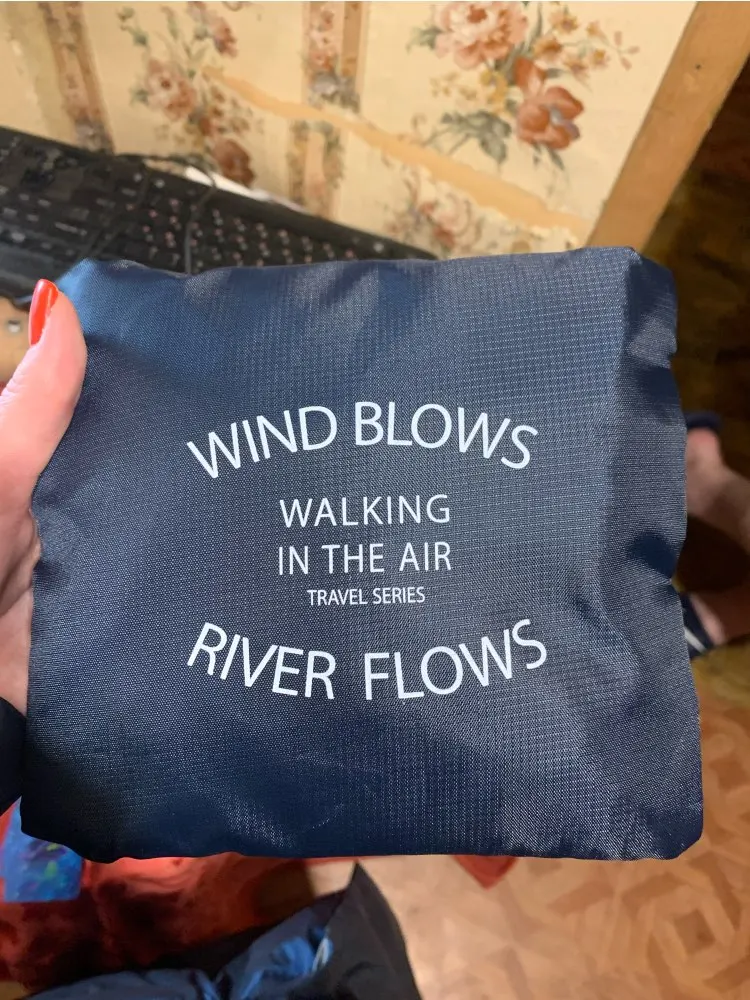 WIND BLOWS
WALKING
IN THE AIR
TRAVEL SERIES
RIVER FLOWS